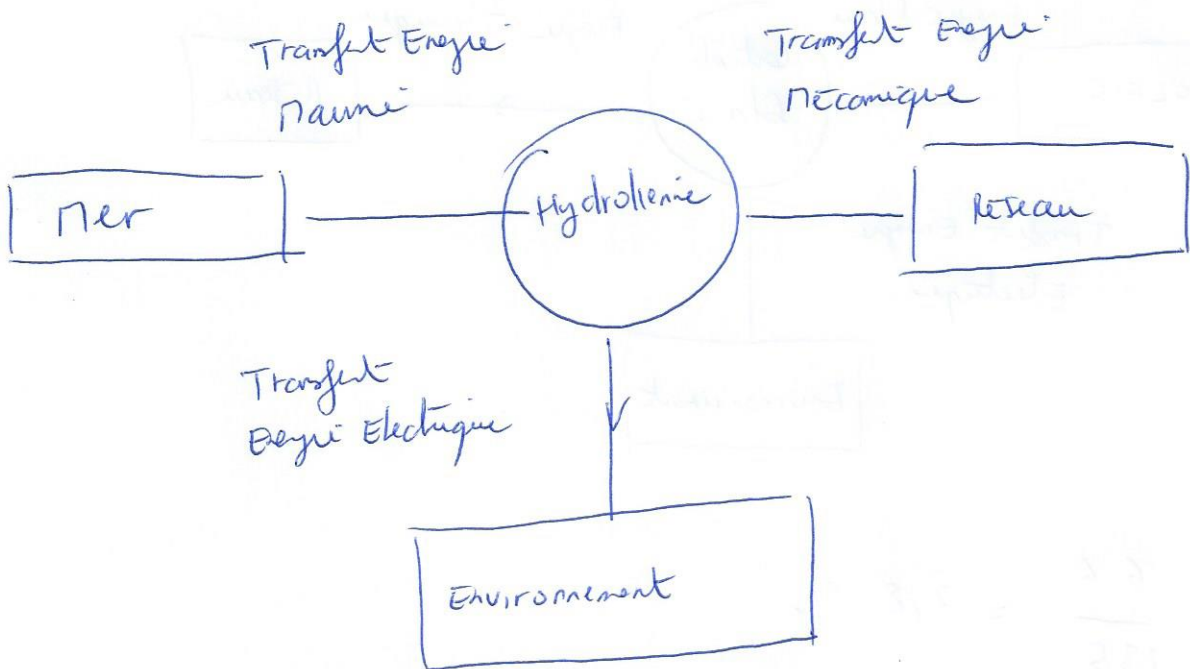 Transfert Energie
Marine
Transfert Energie
Mécanique
Mer
Hydrolienne
Reseau
Transfert
Energie Electrique
Environnement